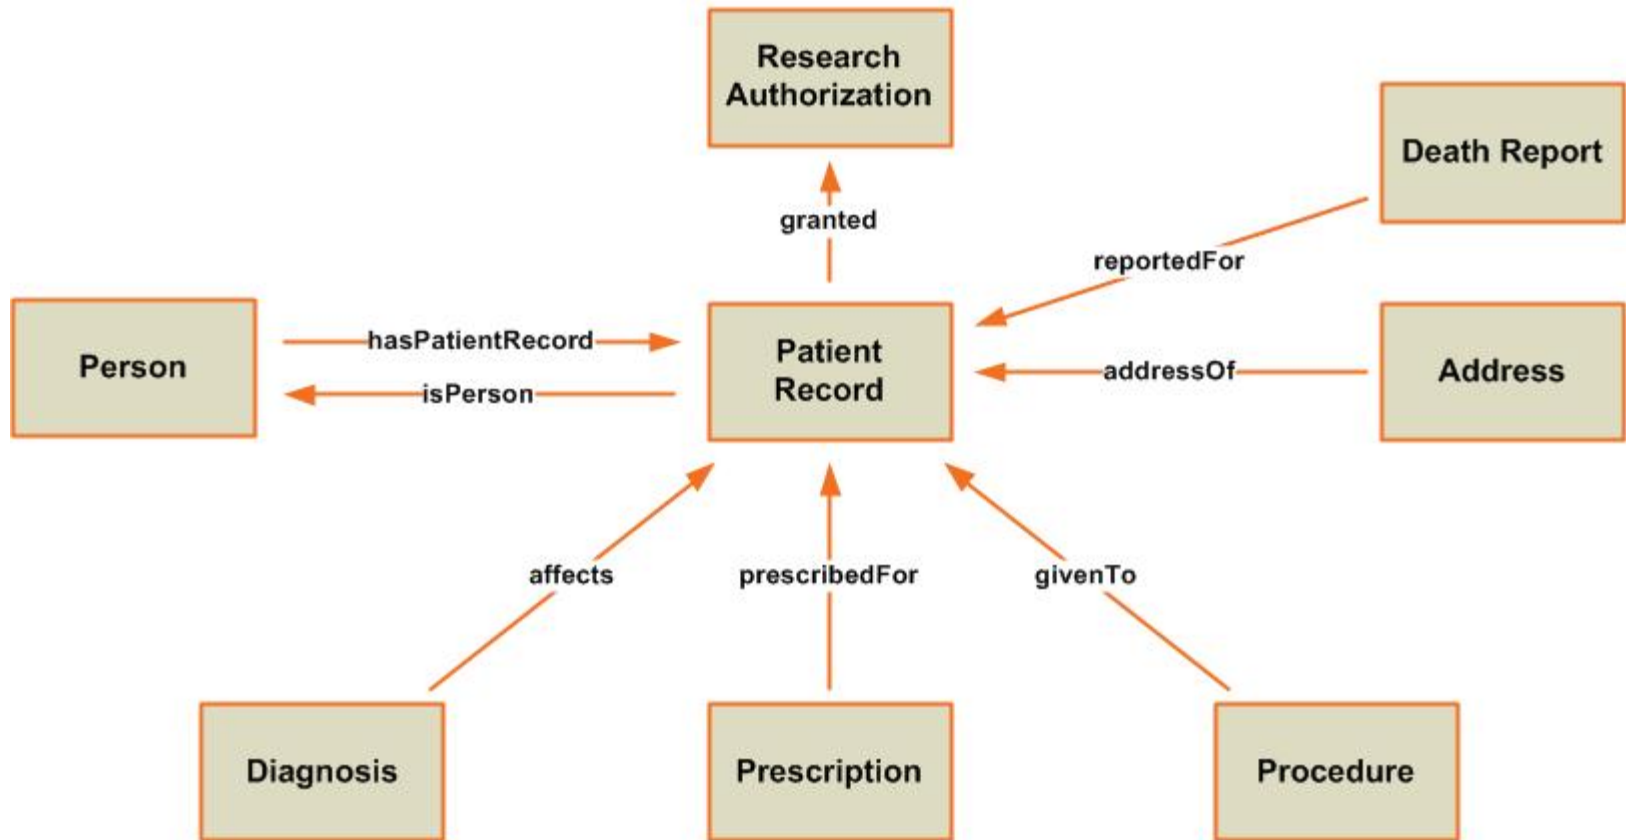 Research
Authorization
Death Report
granted
reportedFor
Person
hasPatientRecord
isPerson
Patient
Record
addressOf
Address
affects
prescribedFor
givenTo
Diagnosis
Prescription
Procedure